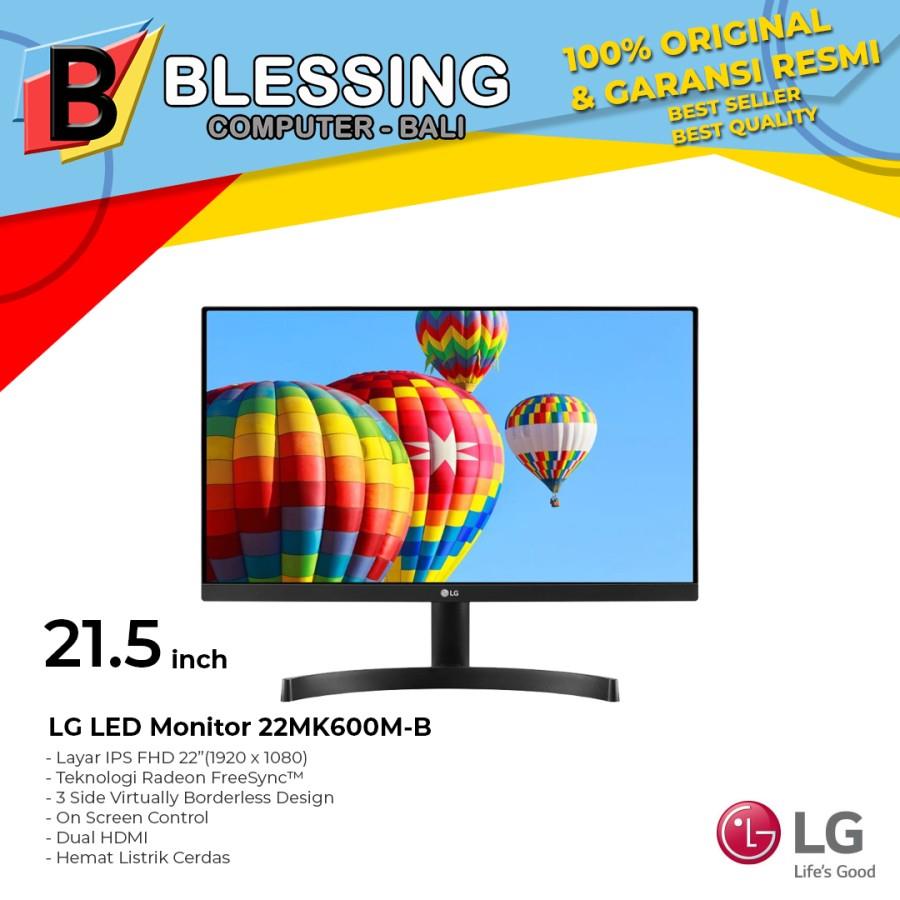 B
BLESSING
COMPUTER - BALI
100% ORIGINAL
& GARANSI RESMI
BEST SELLER
BEST QUALITY
LG
21.5 inch
LG LED Monitor 22MK600M-B
- Layar IPS FHD 22”(1920 x 1080)
- Teknologi Radeon FreeSync™
- 3 Side Virtually Borderless Design
- On Screen Control
- Dual HDMI
- Hemat Listrik Cerdas
LG
Life's Good